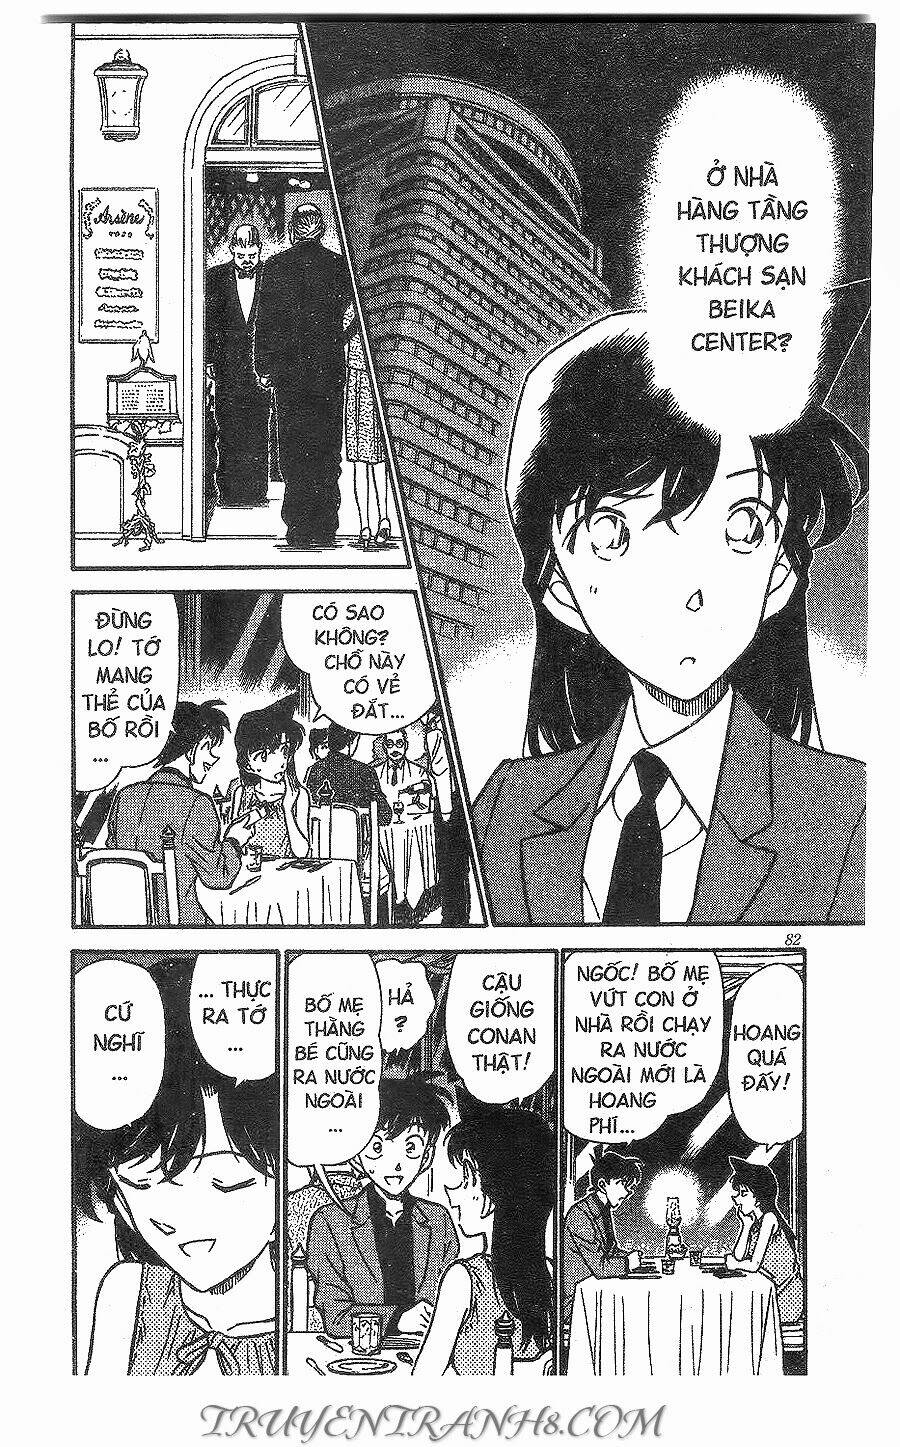 Ở NHÀ
HÀNG TẦNG
THƯỢNG
KHÁCH SẠN
BEIKA
CENTER?
Arsène
CÓ SAO
KHÔNG?
CHỖ NÀY
CÓ VẺ
ĐẮT...
ĐỪNG
LO! TỚ
MANG
THẺ CỦA
BỐ RỒI
...
82
HOANG
QUÁ
ĐẤY!
NGỐC! BỐ MẸ
VỨT CON Ở
NHÀ RỒI CHẠY
RA NƯỚC
NGOÀI MỚI LÀ
HOANG
PHÍ...
CẬU
GIỐNG
CONAN
THẬT!
HẢ
?
BỐ MẸ
THẰNG
BÉ CŨNG
RA NƯỚC
NGOÀI
...
... THỰC
RA TỚ
...
CỨ
NGHĨ
...
TRUYENTRANH8.COM